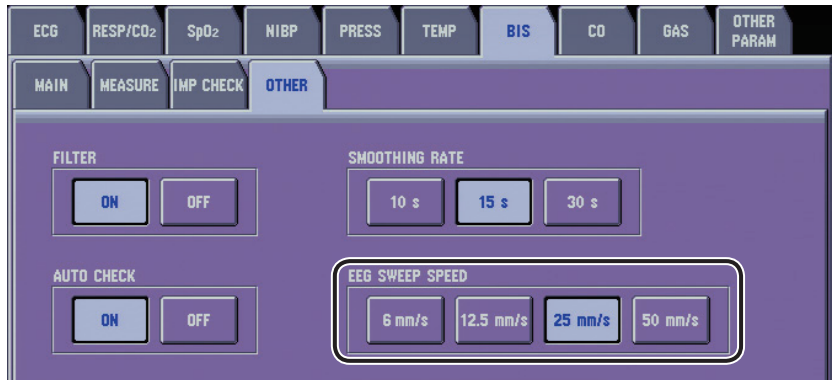 ECG RESP/CO2 SpO2 NIBP PRESS TEMP BIS CO GAS OTHER PARAM
MAIN MEASURE IMP CHECK OTHER
FILTER SMOOTHING RATE
ON OFF 10 s 15 s 30 s
AUTO CHECK EEG SWEEP SPEED
ON OFF 6 mm/s 12.5 mm/s 25 mm/s 50 mm/s